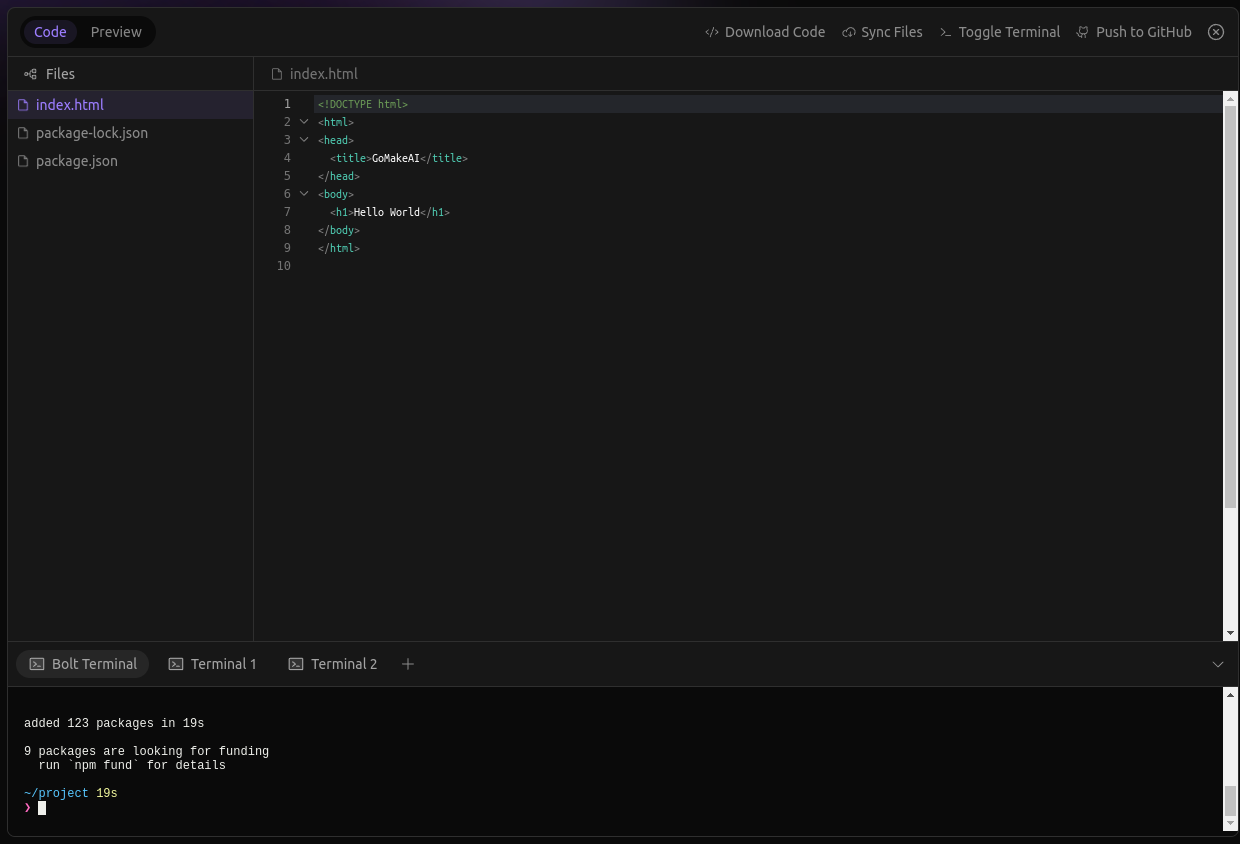 Code Preview
Download Code Sync Files Toggle Terminal Push to GitHub
Files
index.html
package-lock.json
package.json
index.html
1 <!DOCTYPE html>
2 <html>
3 <head>
4   <title>GoMakeAI</title>
5 </head>
6 <body>
7   <h1>Hello World</h1>
8 </body>
9 </html>
10
Bolt Terminal Terminal 1 Terminal 2
added 123 packages in 19s
9 packages are looking for funding
  run `npm fund` for details
~/project 19s
❯